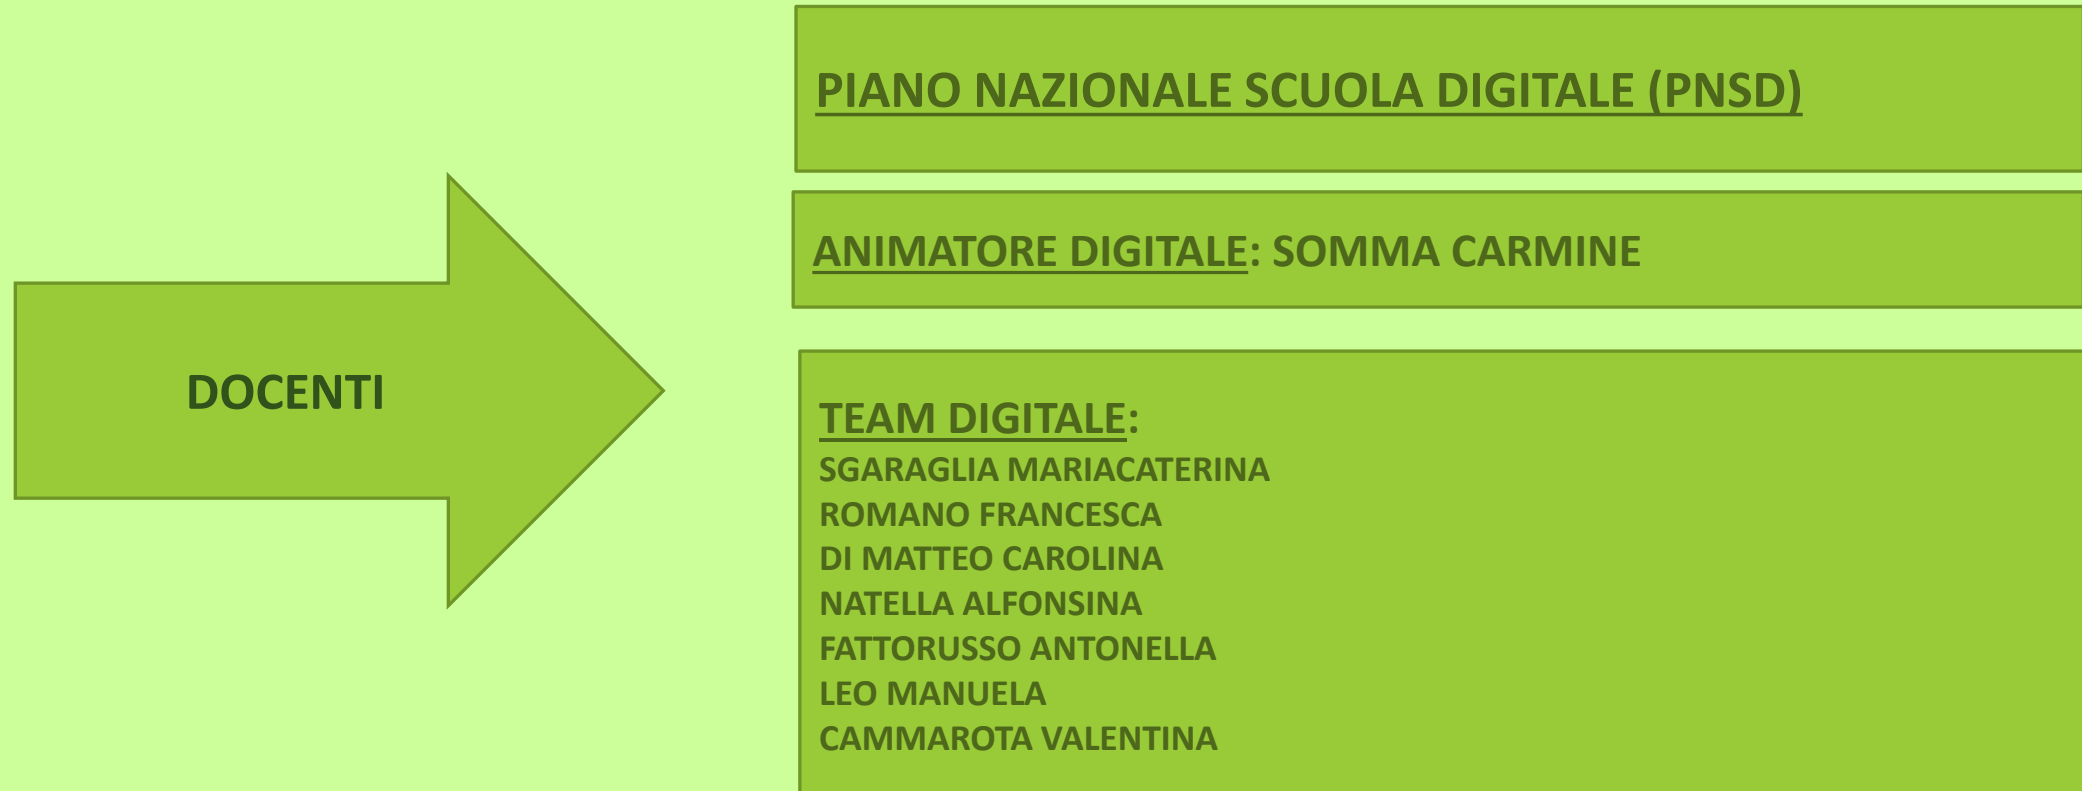 DOCENTI
PIANO NAZIONALE SCUOLA DIGITALE (PNSD)
ANIMATORE DIGITALE: SOMMA CARMINE
TEAM DIGITALE:
SGARAGLIA MARIACATERINA
ROMANO FRANCESCA
DI MATTEO CAROLINA
NATELLA ALFONSINA
FATTORUSSO ANTONELLA
LEO MANUELA
CAMMAROTA VALENTINA